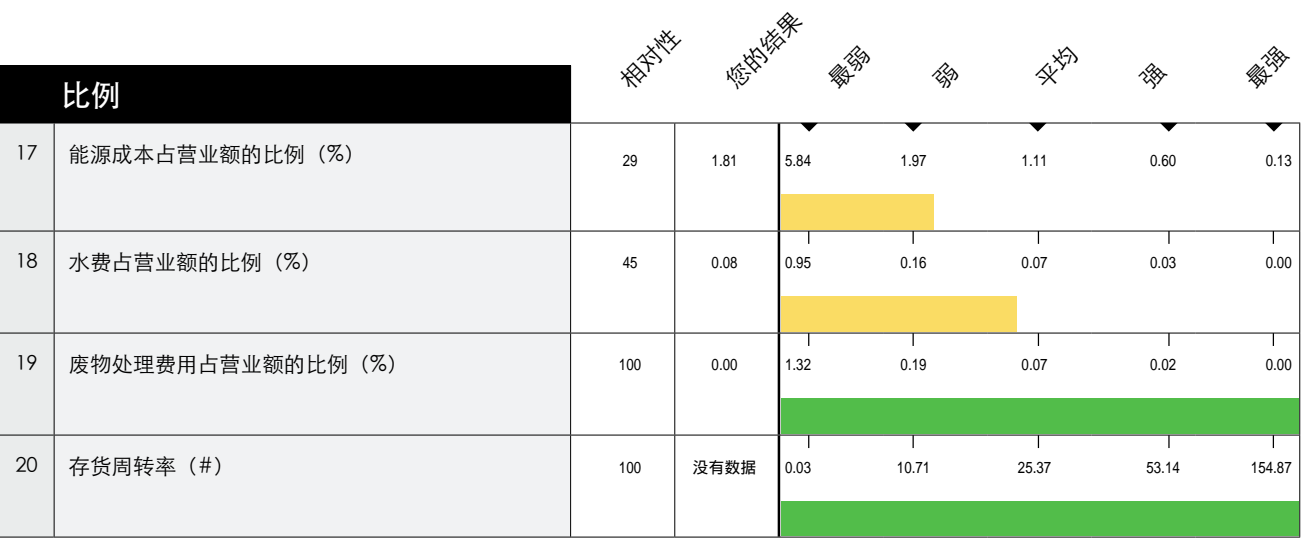 相对性 您的结果 最弱 弱 平均 强 最强
比例
17 能源成本占营业额的比例（%） 29 1.81 5.84 1.97 1.11 0.60 0.13
18 水费占营业额的比例（%） 45 0.08 0.95 0.16 0.07 0.03 0.00
19 废物处理费用占营业额的比例（%） 100 0.00 1.32 0.19 0.07 0.02 0.00
20 存货周转率（#） 100 没有数据 0.03 10.71 25.37 53.14 154.87